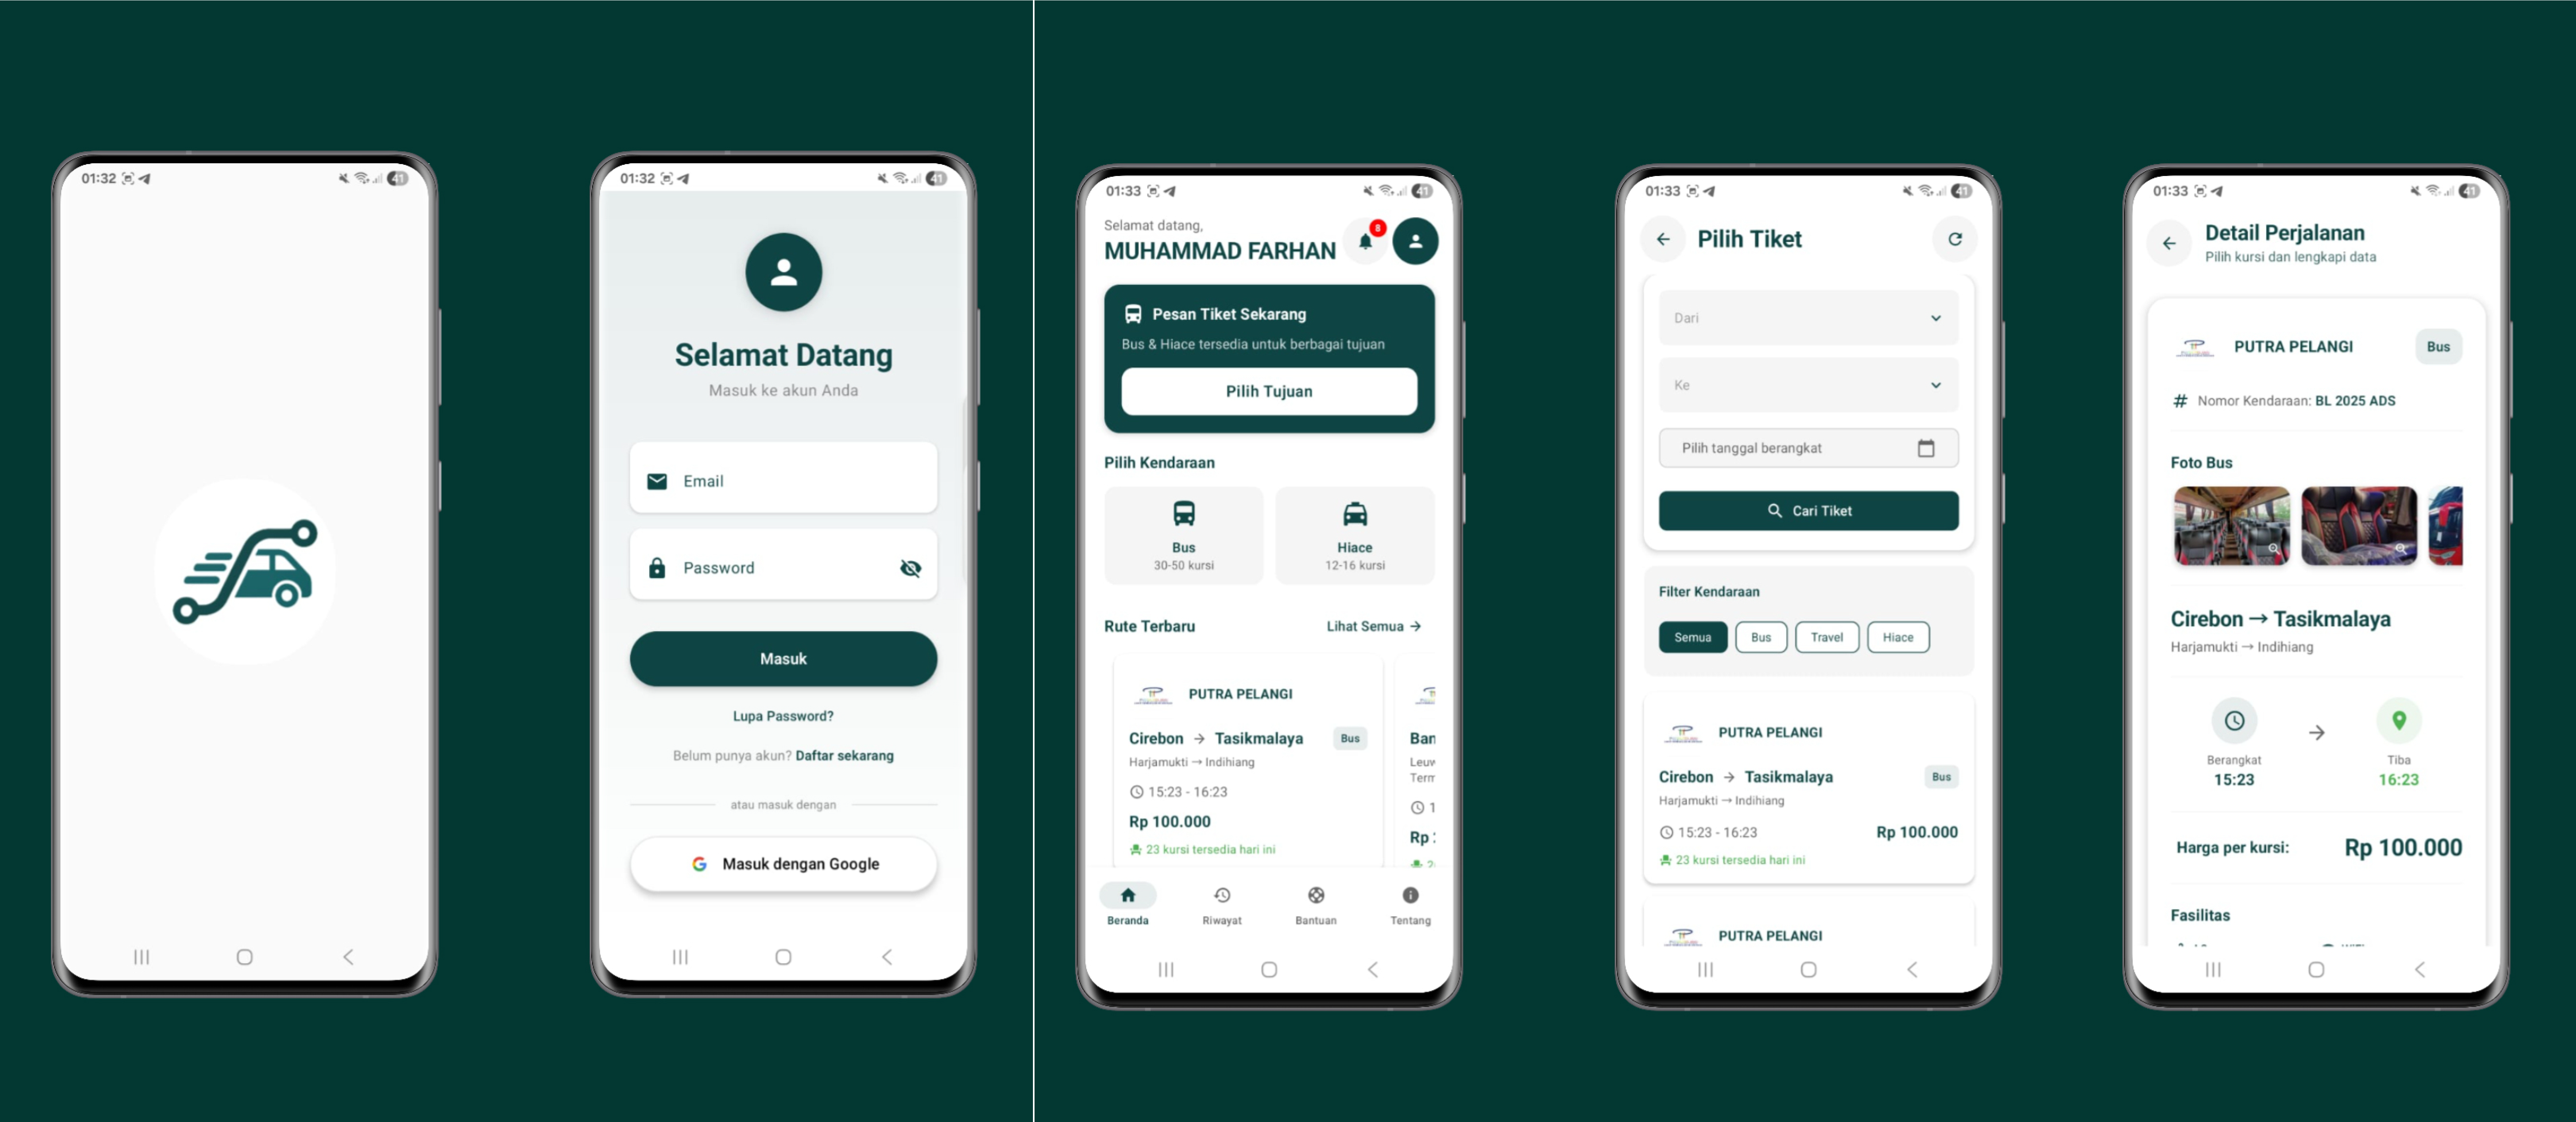 01:32
41
01:32
41
Selamat Datang
Masuk ke akun Anda
Email
Password
Masuk
Lupa Password?
Belum punya akun? Daftar sekarang
atau masuk dengan
G Masuk dengan Google
01:33
41
Selamat datang,
MUHAMMAD FARHAN
8
Pesan Tiket Sekarang
Bus & Hiace tersedia untuk berbagai tujuan
Pilih Tujuan
Pilih Kendaraan
Bus
30-50 kursi
Hiace
12-16 kursi
Rute Terbaru
Lihat Semua →
PUTRA PELANGI
Cirebon → Tasikmalaya
Bus
Harjamukti → Indihiang
15:23 - 16:23
Rp 100.000
23 kursi tersedia hari ini
Ban
Leuw
Term
1
Rp
Beranda
Riwayat
Bantuan
Tentang
01:33
41
Pilih Tiket
Dari
Ke
Pilih tanggal berangkat
Cari Tiket
Filter Kendaraan
Semua
Bus
Travel
Hiace
PUTRA PELANGI
Cirebon → Tasikmalaya
Bus
Harjamukti → Indihiang
15:23 - 16:23
Rp 100.000
23 kursi tersedia hari ini
PUTRA PELANGI
01:33
41
Detail Perjalanan
Pilih kursi dan lengkapi data
PUTRA PELANGI
Bus
# Nomor Kendaraan: BL 2025 ADS
Foto Bus
Cirebon → Tasikmalaya
Harjamukti → Indihiang
Berangkat
15:23
→
Tiba
16:23
Harga per kursi:
Rp 100.000
Fasilitas